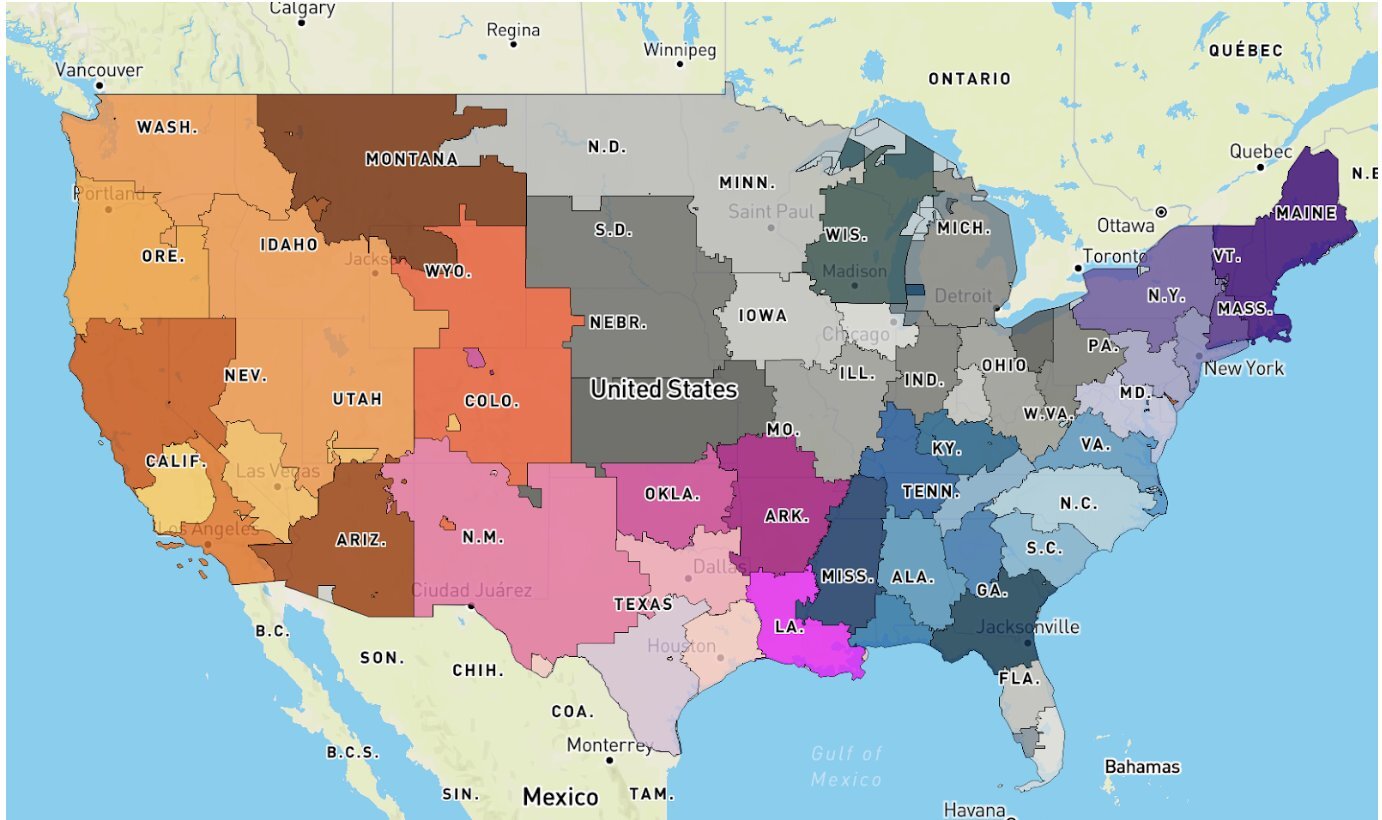 Calgary
Regina
Winnipeg
QUÉBEC
Vancouver
ONTARIO
WASH.
N.D.
MONTANA
Quebec
N.B
MINN.
Portland
Saint Paul
Ottawa
MAINE
IDAHO
S.D.
WIS.
MICH.
ORE.
Toronto
VT.
Jackson
WYO.
Madison
Detroit
N.Y.
MASS.
NEBR.
IOWA
Chicago
PA.
New York
NEV.
UTAH
COLO.
United States
ILL.
IND.
OHIO
MD.
MO.
W.VA.
CALIF.
Las Vegas
KY.
VA.
OKLA.
TENN.
N.C.
ARK.
Los Angeles
ARIZ.
N.M.
S.C.
Dallas
MISS.
ALA.
GA.
Ciudad Juárez
TEXAS
LA.
Jacksonville
B.C.
SON.
CHIH.
Houston
FLA.
COA.
B.C.S.
Monterrey
Gulf of
Mexico
Bahamas
SIN.
Mexico
TAM.
Havana